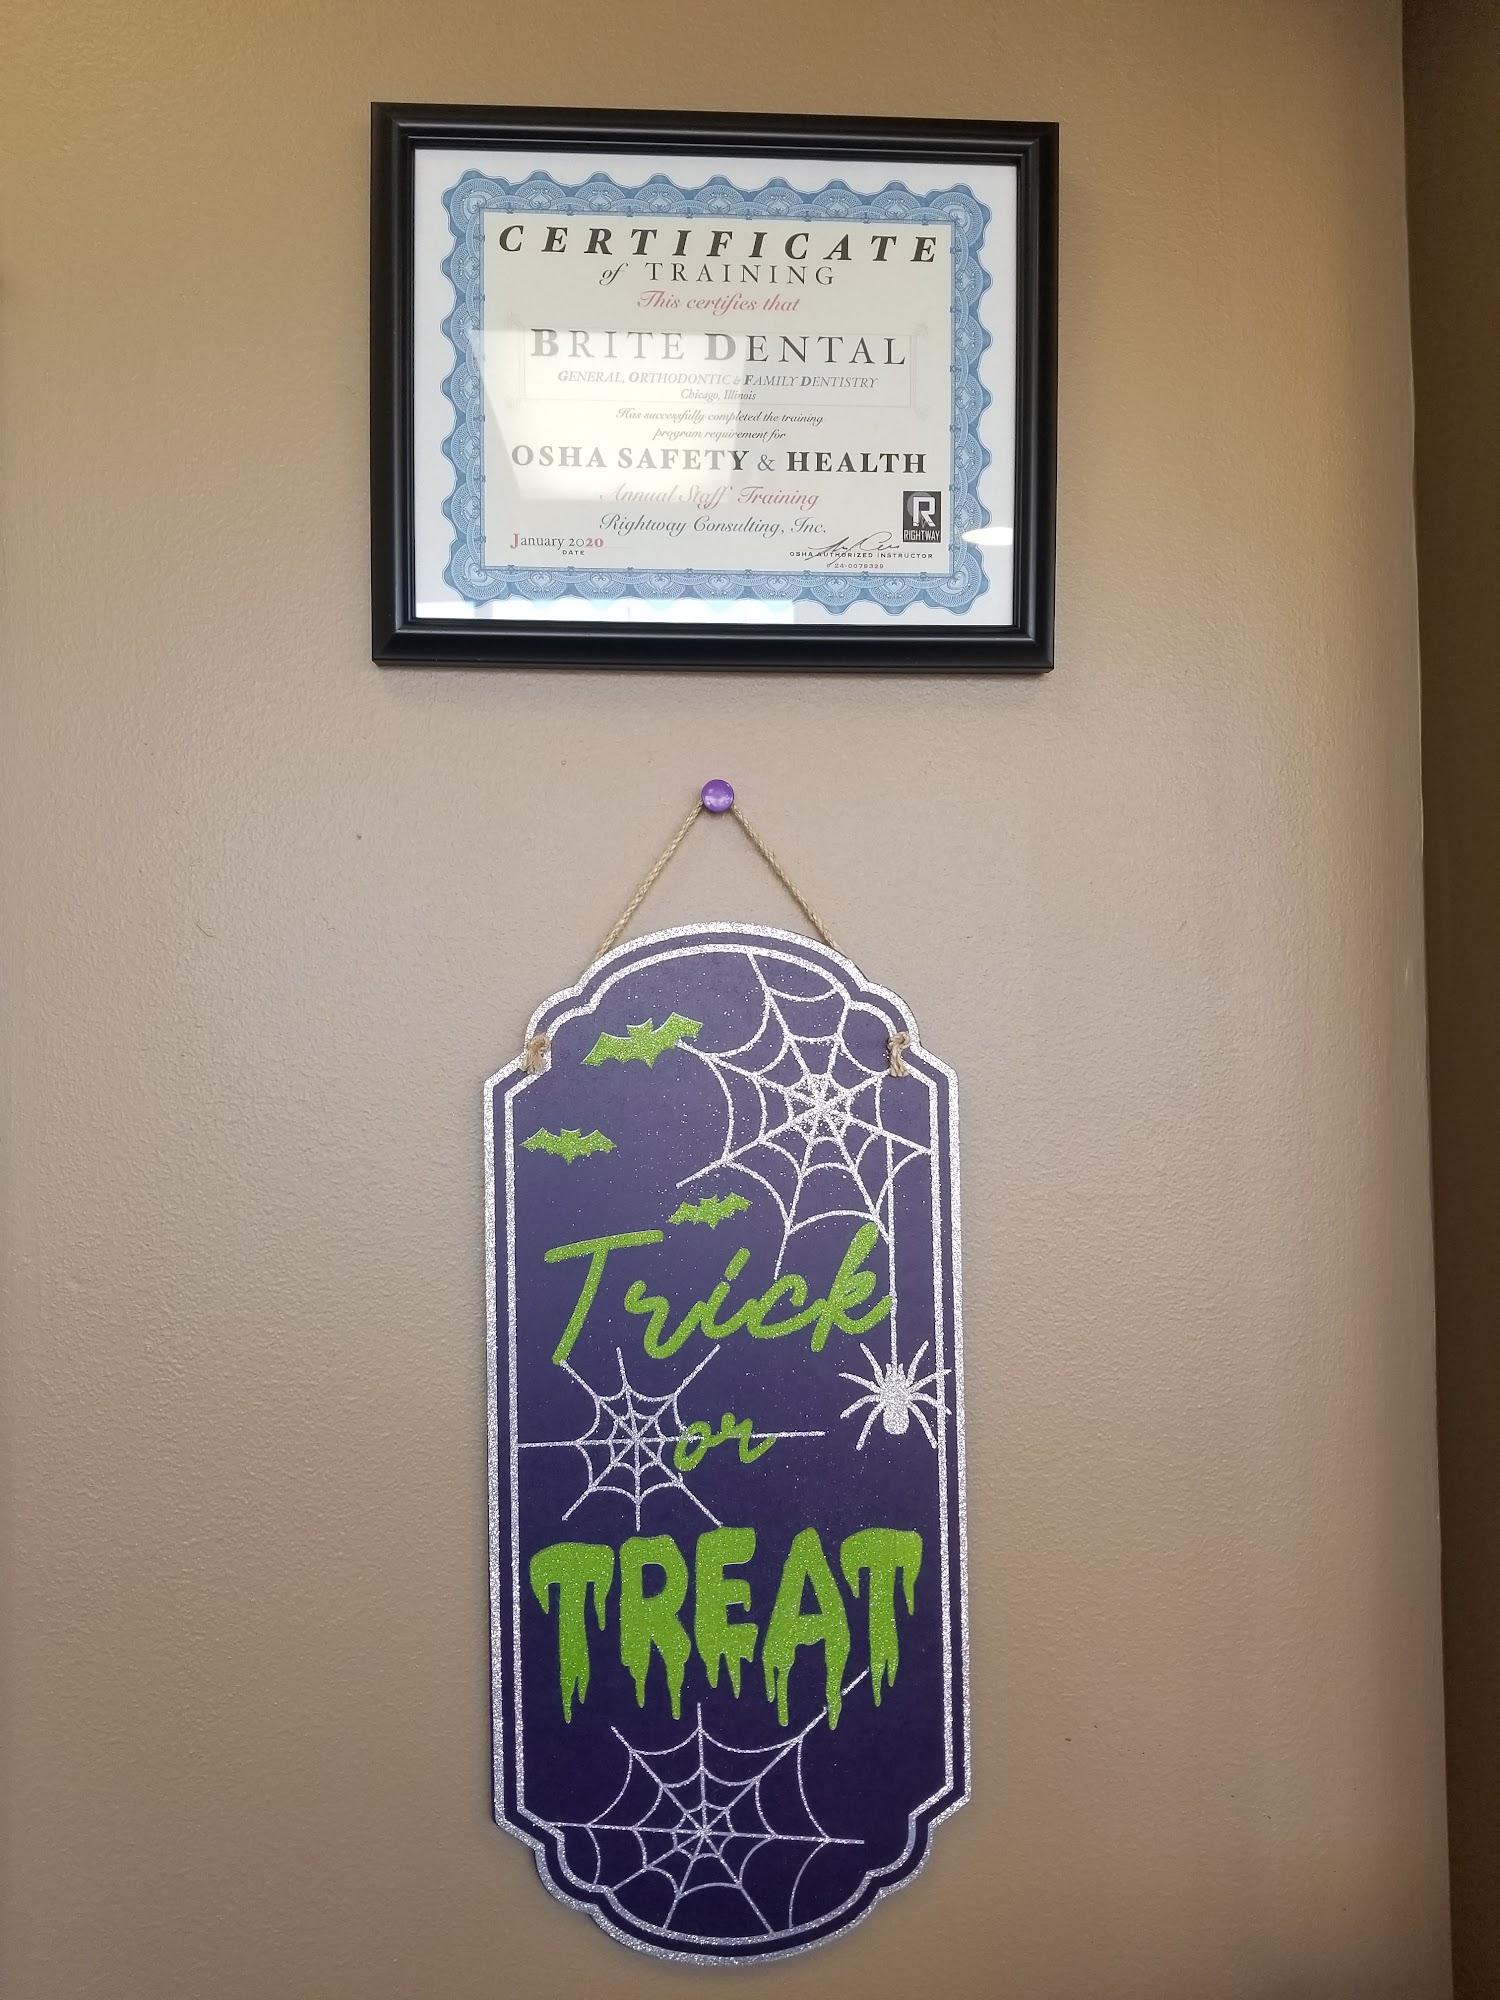 CERTIFICATE
of TRAINING
This certifies that
BRITE DENTAL
GENERAL, ORTHODONTIC & FAMILY DENTISTRY
Chicago, Illinois
Has successfully completed the training
program requirement for
OSHA SAFETY & HEALTH
Annual Staff Training
Rightway Consulting, Inc.
R
RIGHTWAY
January 2020
DATE
OSHA AUTHORIZED INSTRUCTOR
Trick
or
TREAT